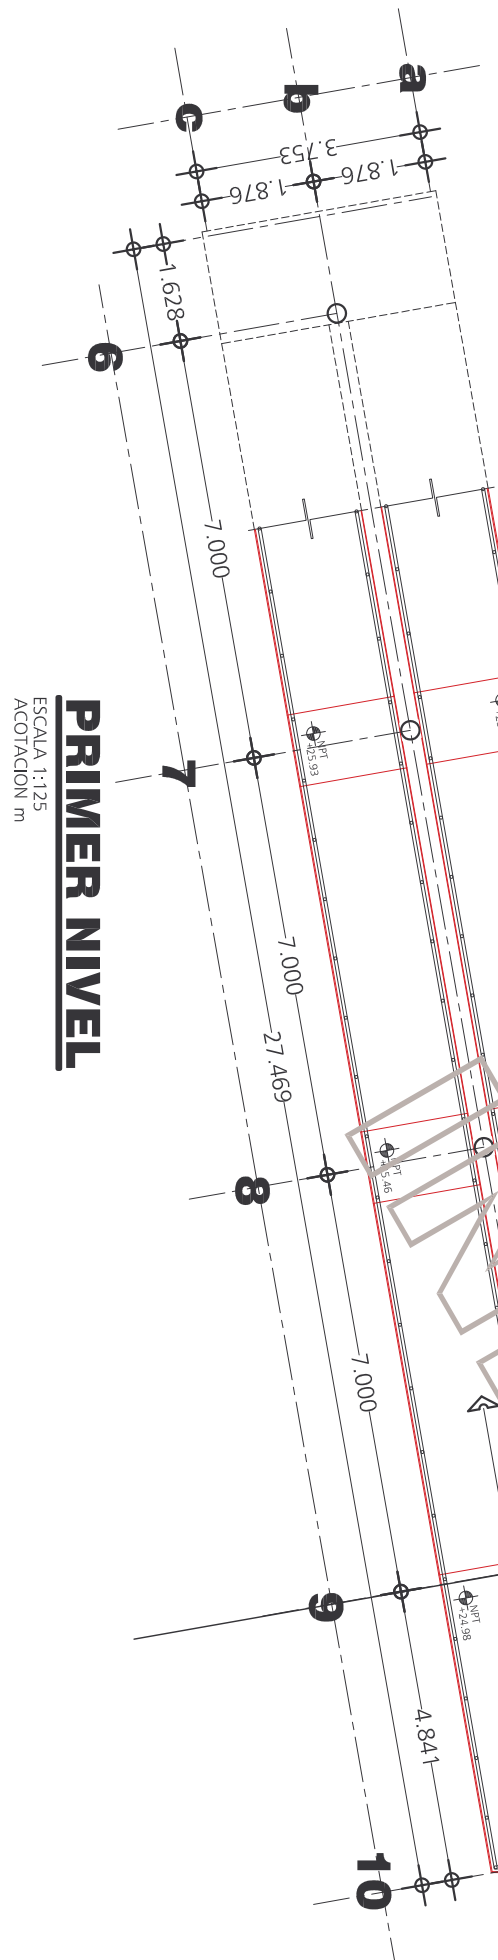 c
b
a
3.753
1.876
1.876
1.628
6
7.000
NPT
+25.93
7
PRIMER NIVEL
ESCALA 1:125
ACOTACION m
7.000
27.469
NPT
8
7.000
9
NPT
+24.98
4.841
10